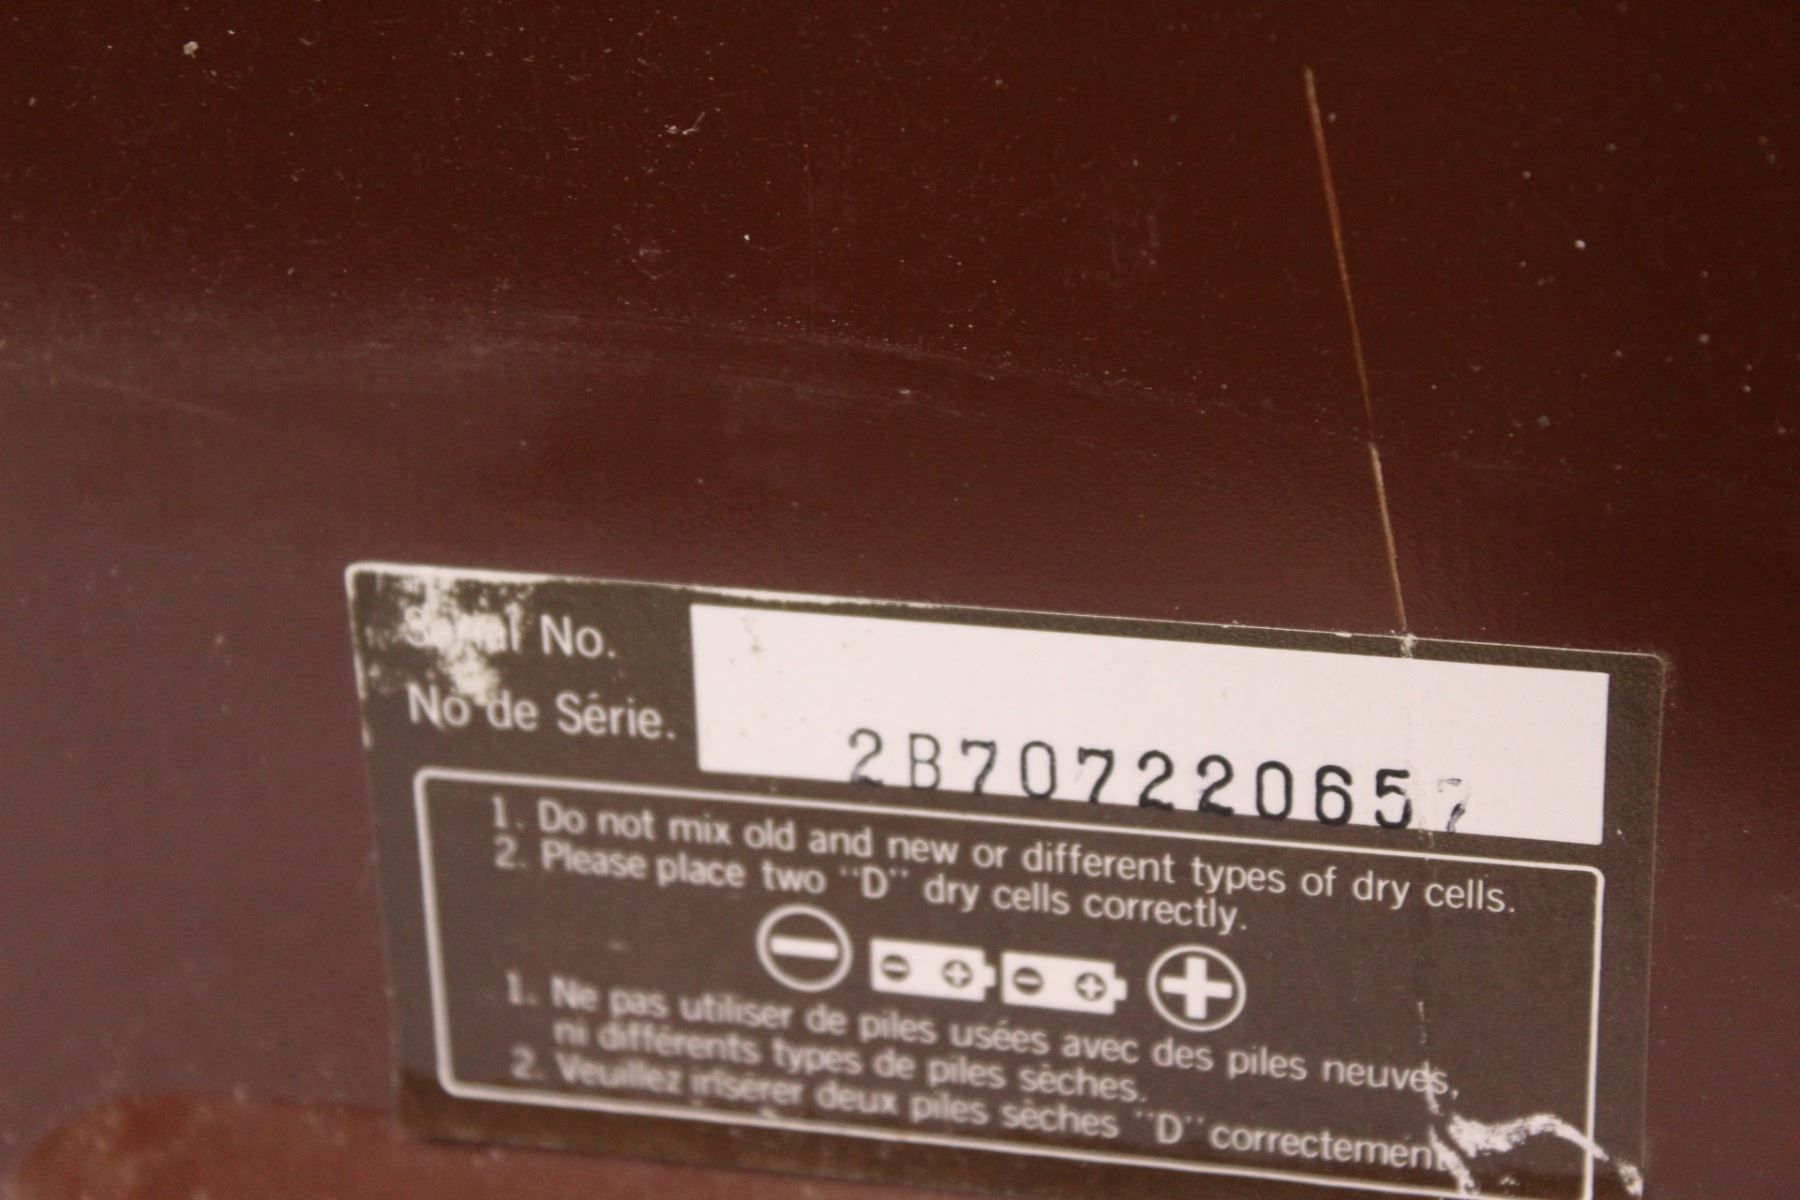 Serial No.
No de Série. 2B707220657
1. Do not mix old and new or different types of dry cells.
2. Please place two "D" dry cells correctly.
1. Ne pas utiliser de piles usées avec des piles neuves,
ni différents types de piles sèches.
2. Veuillez insérer deux piles sèches "D" correctement